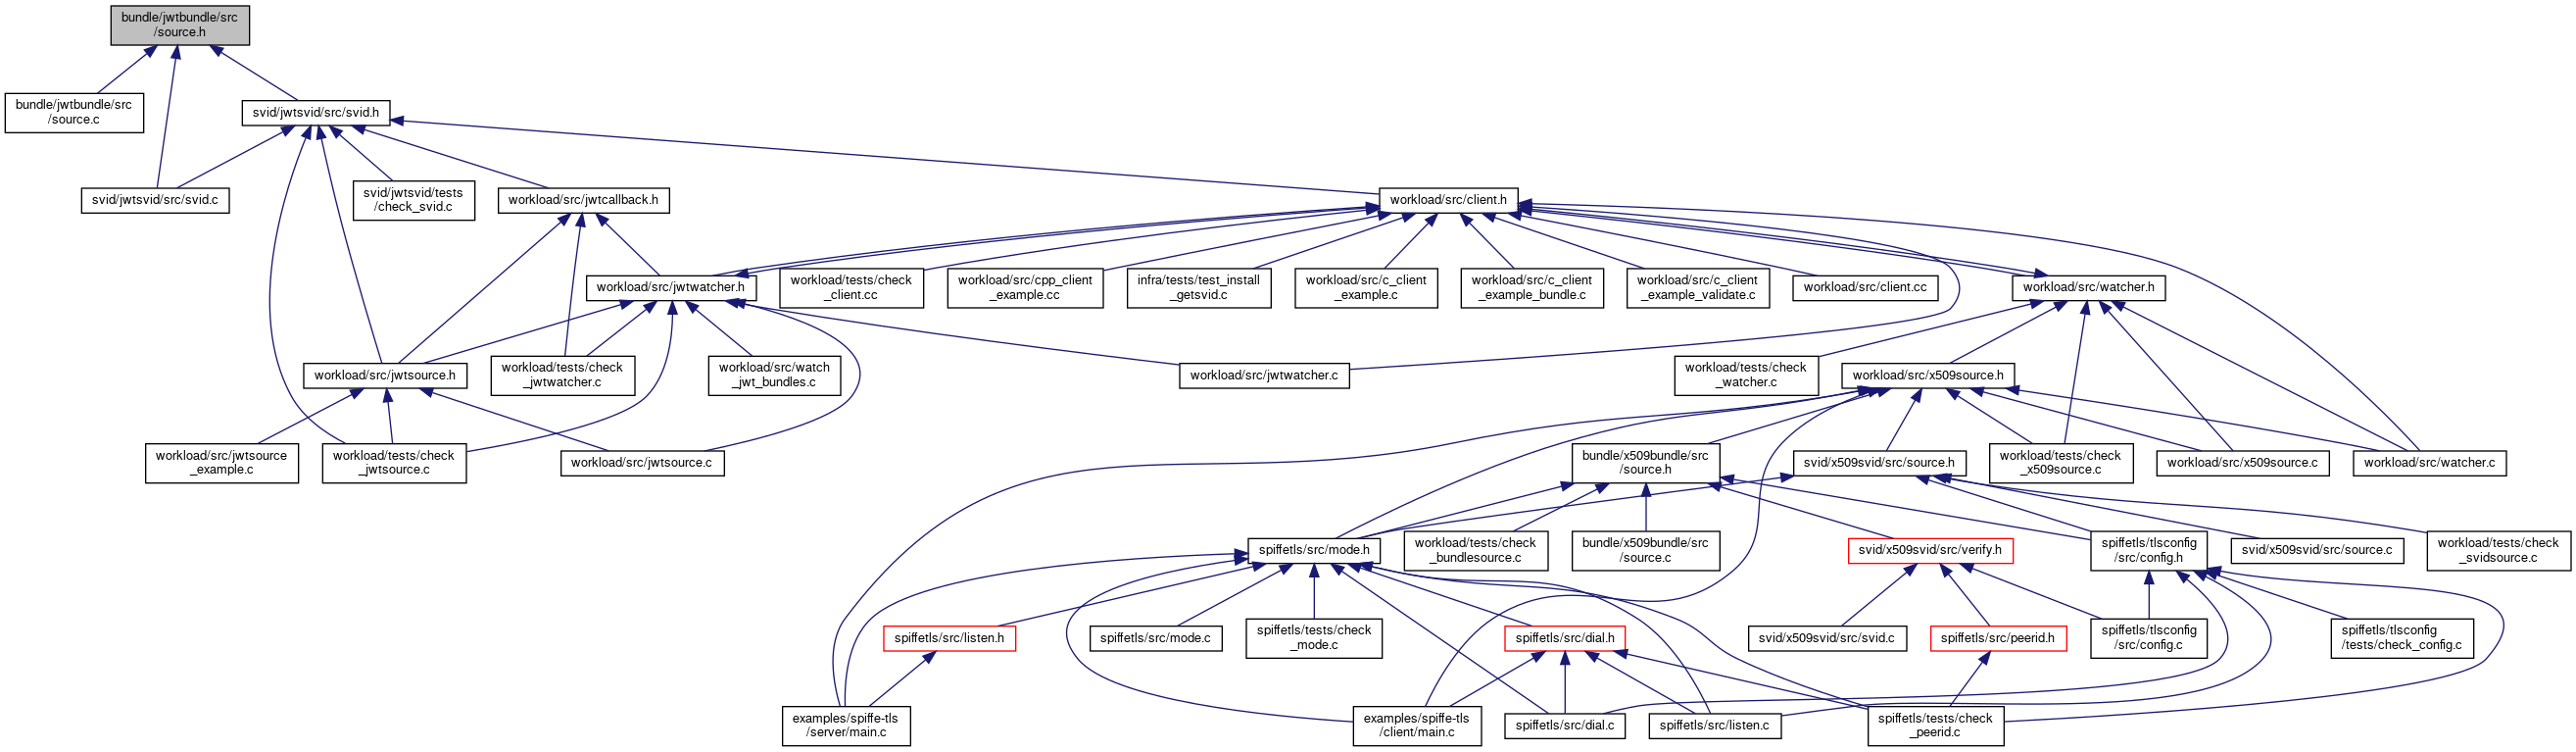 bundle/jwtbundle/src
/source.h
bundle/jwtbundle/src
/source.c
svid/jwtsvid/src/svid.h
svid/jwtsvid/src/svid.c
svid/jwtsvid/tests
/check_svid.c
workload/src/jwtcallback.h
workload/src/client.h
workload/src/jwtwatcher.h
workload/tests/check
_client.cc
workload/src/cpp_client
_example.cc
infra/tests/test_install
_getsvid.c
workload/src/c_client
_example.c
workload/src/c_client
_example_bundle.c
workload/src/c_client
_example_validate.c
workload/src/client.cc
workload/src/watcher.h
workload/src/jwtsource.h
workload/tests/check
_jwtwatcher.c
workload/src/watch
_jwt_bundles.c
workload/src/jwtwatcher.c
workload/tests/check
_watcher.c
workload/src/x509source.h
workload/src/jwtsource
_example.c
workload/tests/check
_jwtsource.c
workload/src/jwtsource.c
bundle/x509bundle/src
/source.h
svid/x509svid/src/source.h
workload/tests/check
_x509source.c
workload/src/x509source.c
workload/src/watcher.c
spiffetls/src/mode.h
workload/tests/check
_bundlesource.c
bundle/x509bundle/src
/source.c
svid/x509svid/src/verify.h
spiffetls/tlsconfig
/src/config.h
svid/x509svid/src/source.c
workload/tests/check
_svidsource.c
spiffetls/src/listen.h
spiffetls/src/mode.c
spiffetls/tests/check
_mode.c
spiffetls/src/dial.h
svid/x509svid/src/svid.c
spiffetls/src/peerid.h
spiffetls/tlsconfig
/src/config.c
spiffetls/tlsconfig
/tests/check_config.c
examples/spiffe-tls
/server/main.c
examples/spiffe-tls
/client/main.c
spiffetls/src/dial.c
spiffetls/src/listen.c
spiffetls/tests/check
_peerid.c